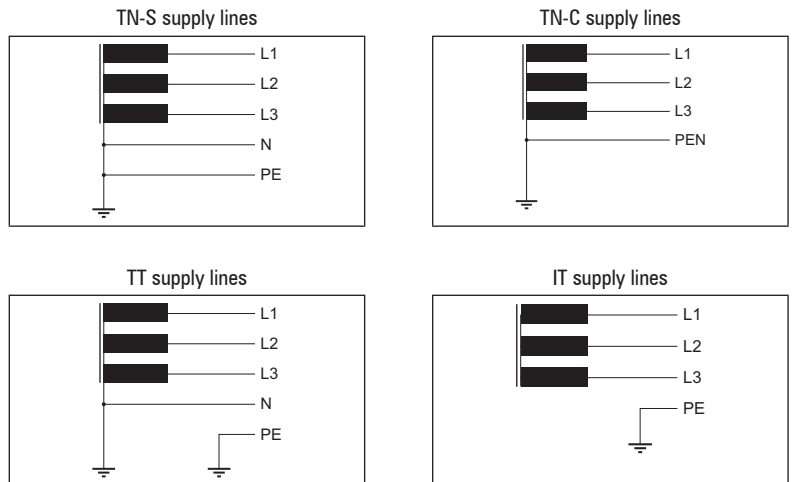 TN-S supply lines
L1
L2
L3
N
PE
TN-C supply lines
L1
L2
L3
PEN
TT supply lines
L1
L2
L3
N
PE
IT supply lines
L1
L2
L3
PE